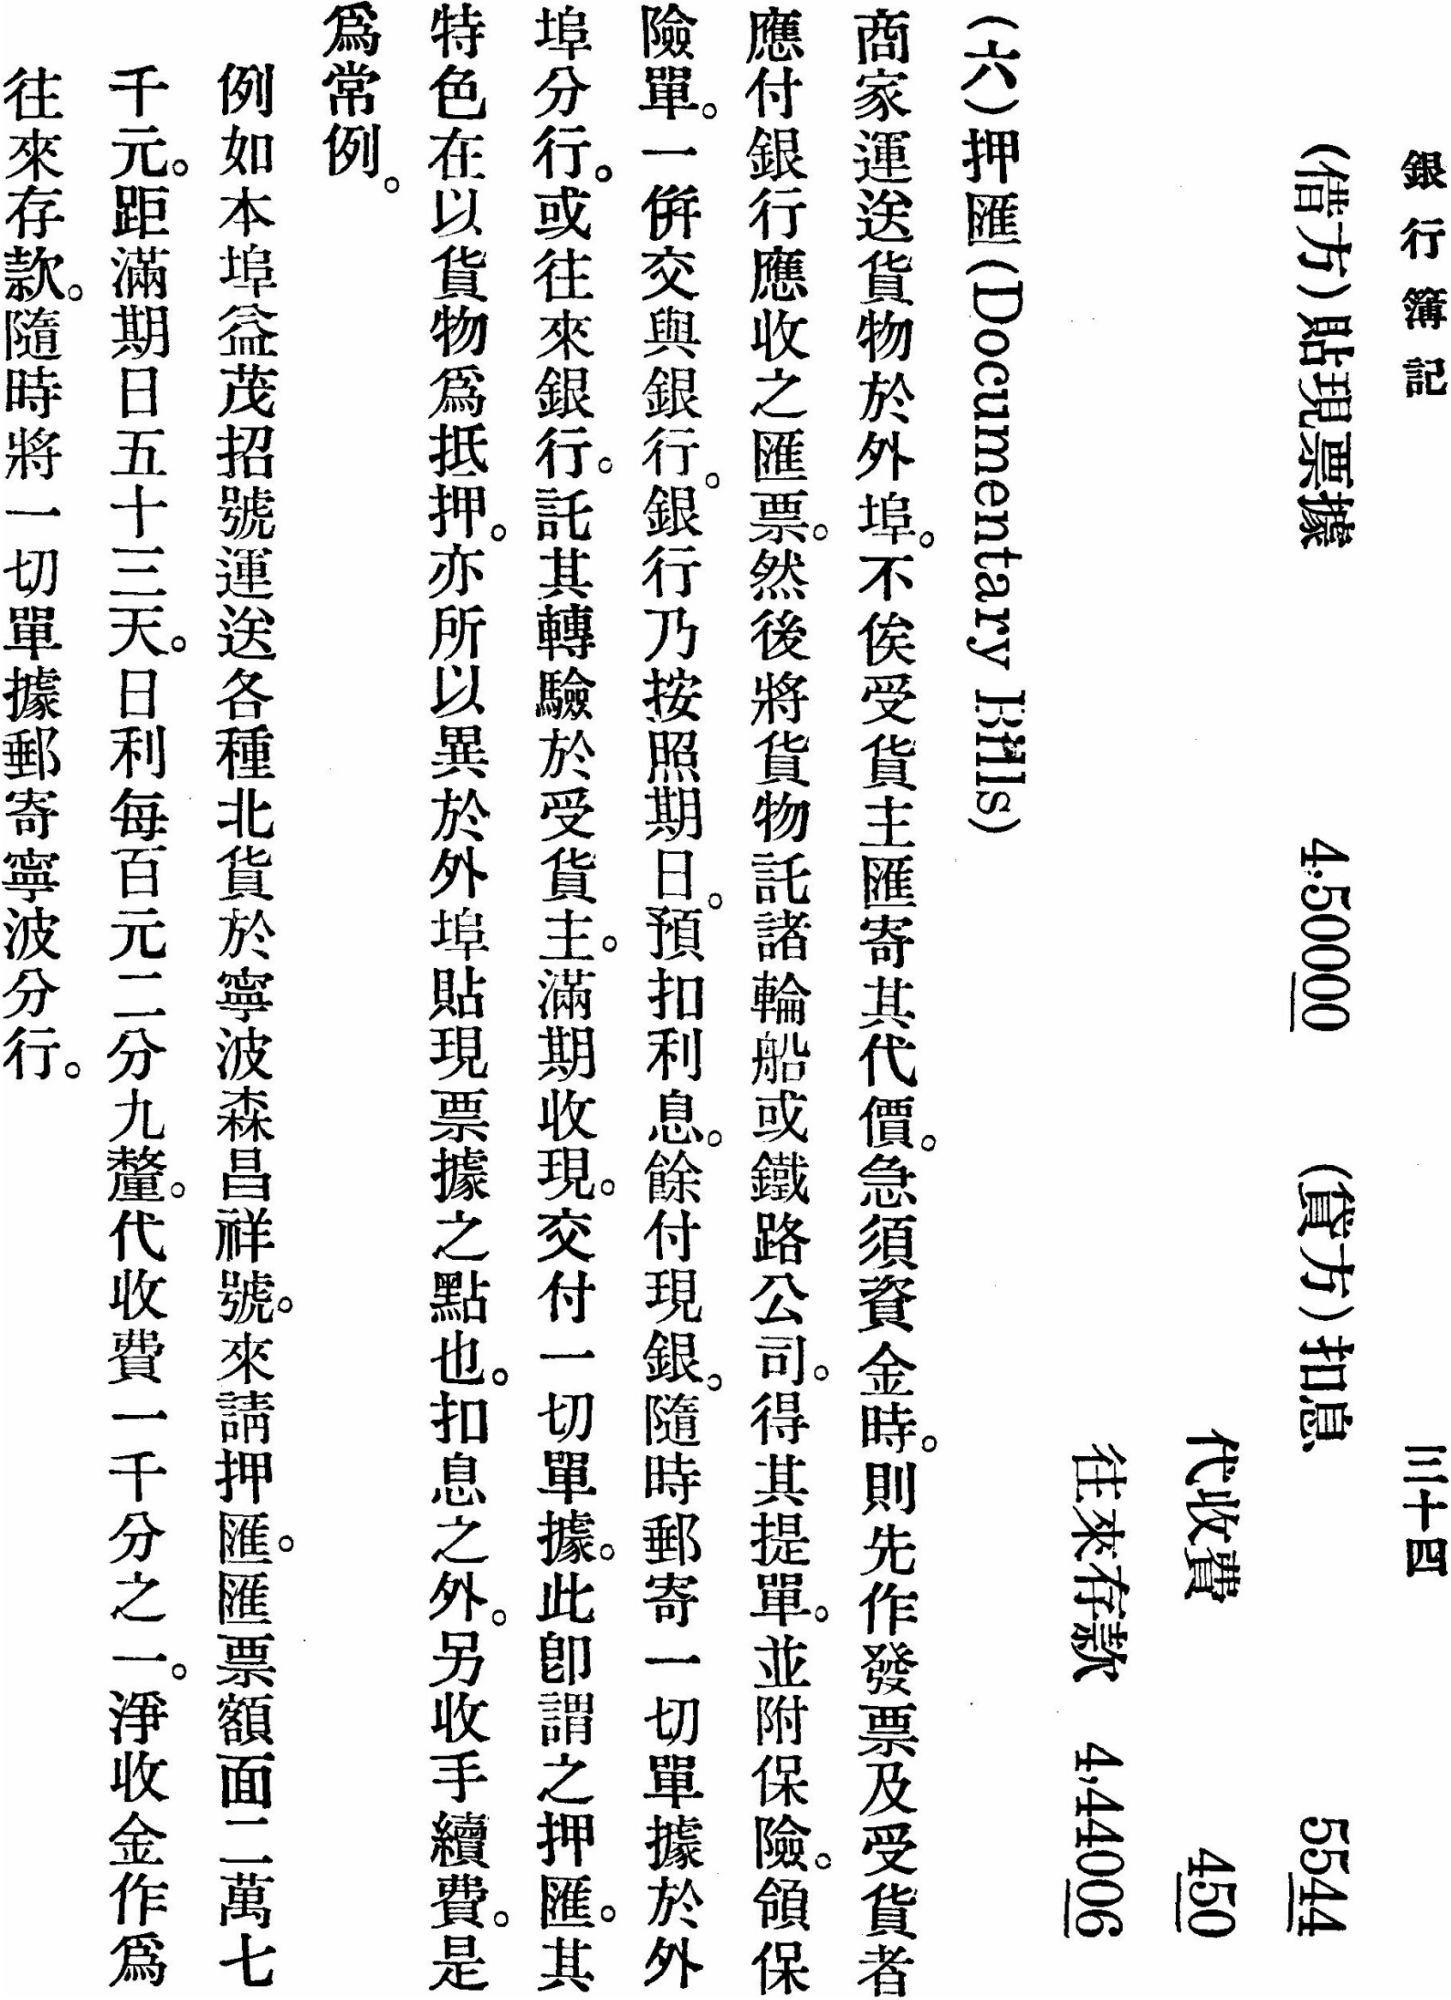 銀行簿記　三十四
(借方)貼現票據　4,50000　(貸方)扣息　5544
代收費　450
往來存款　4,44006
(六)押匯(Documentary Bills)
商家運送貨物於外埠。不俟受貨主匯寄其代價。急須資金時。則先作發票及受貨者
應付銀行應收之匯票。然後將貨物託諸輪船或鐵路公司。得其提單。並附保險。領保
險單。一倂交與銀行。銀行乃按照期日。預扣利息。餘付現銀。隨時郵寄一切單據於外
埠分行。或往來銀行。託其轉驗於受貨主。滿期收現。交付一切單據。此卽謂之押匯。其
特色在以貨物爲抵押。亦所以異於外埠貼現票據之點也。扣息之外。另收手續費。是
爲常例。
例如本埠益茂招號運送各種北貨於寧波森昌祥號。來請押匯。匯票額面二萬七
千元。距滿期日五十三天。日利每百元二分九釐。代收費一千分之一。淨收金作爲
往來存款。隨時將一切單據郵寄寧波分行。